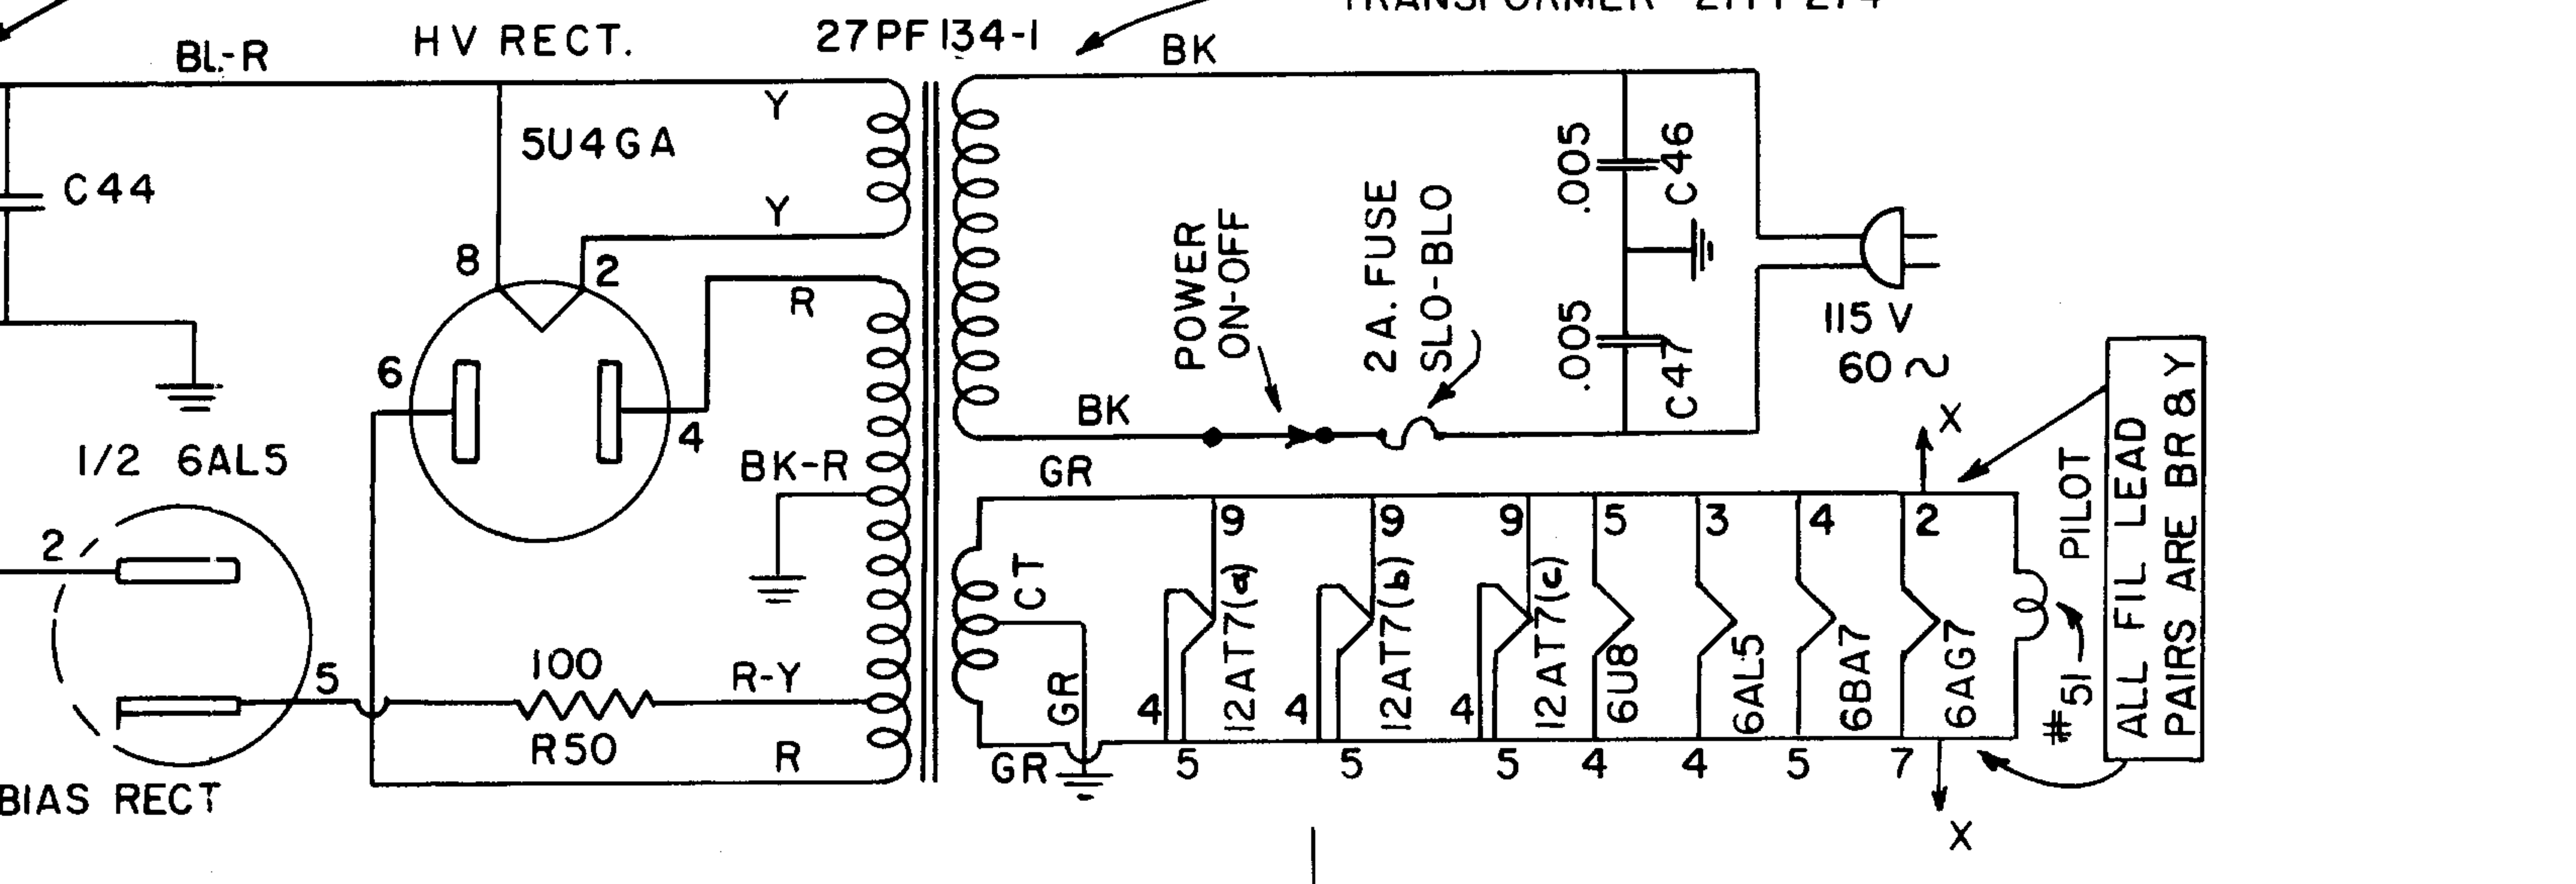 BL-R
HV RECT.
27PF134-1
BK
Y
5U4GA
C44
Y
8
2
R
6
4
1/2 6AL5
BK-R
2
5
100
R50
R-Y
R
BIAS RECT
POWER
ON-OFF
2 A. FUSE
SLO-BLO
.005
C46
.005
C47
115 V
60
BK
GR
X
CT
GR
GR
9
9
9
5
3
4
2
12AT7(a)
12AT7(b)
12AT7(c)
6U8
6AL5
6BA7
6AG7
4
4
4
5
5
5
4
4
5
7
PILOT
#51
ALL FIL LEAD
PAIRS ARE BR & Y
X